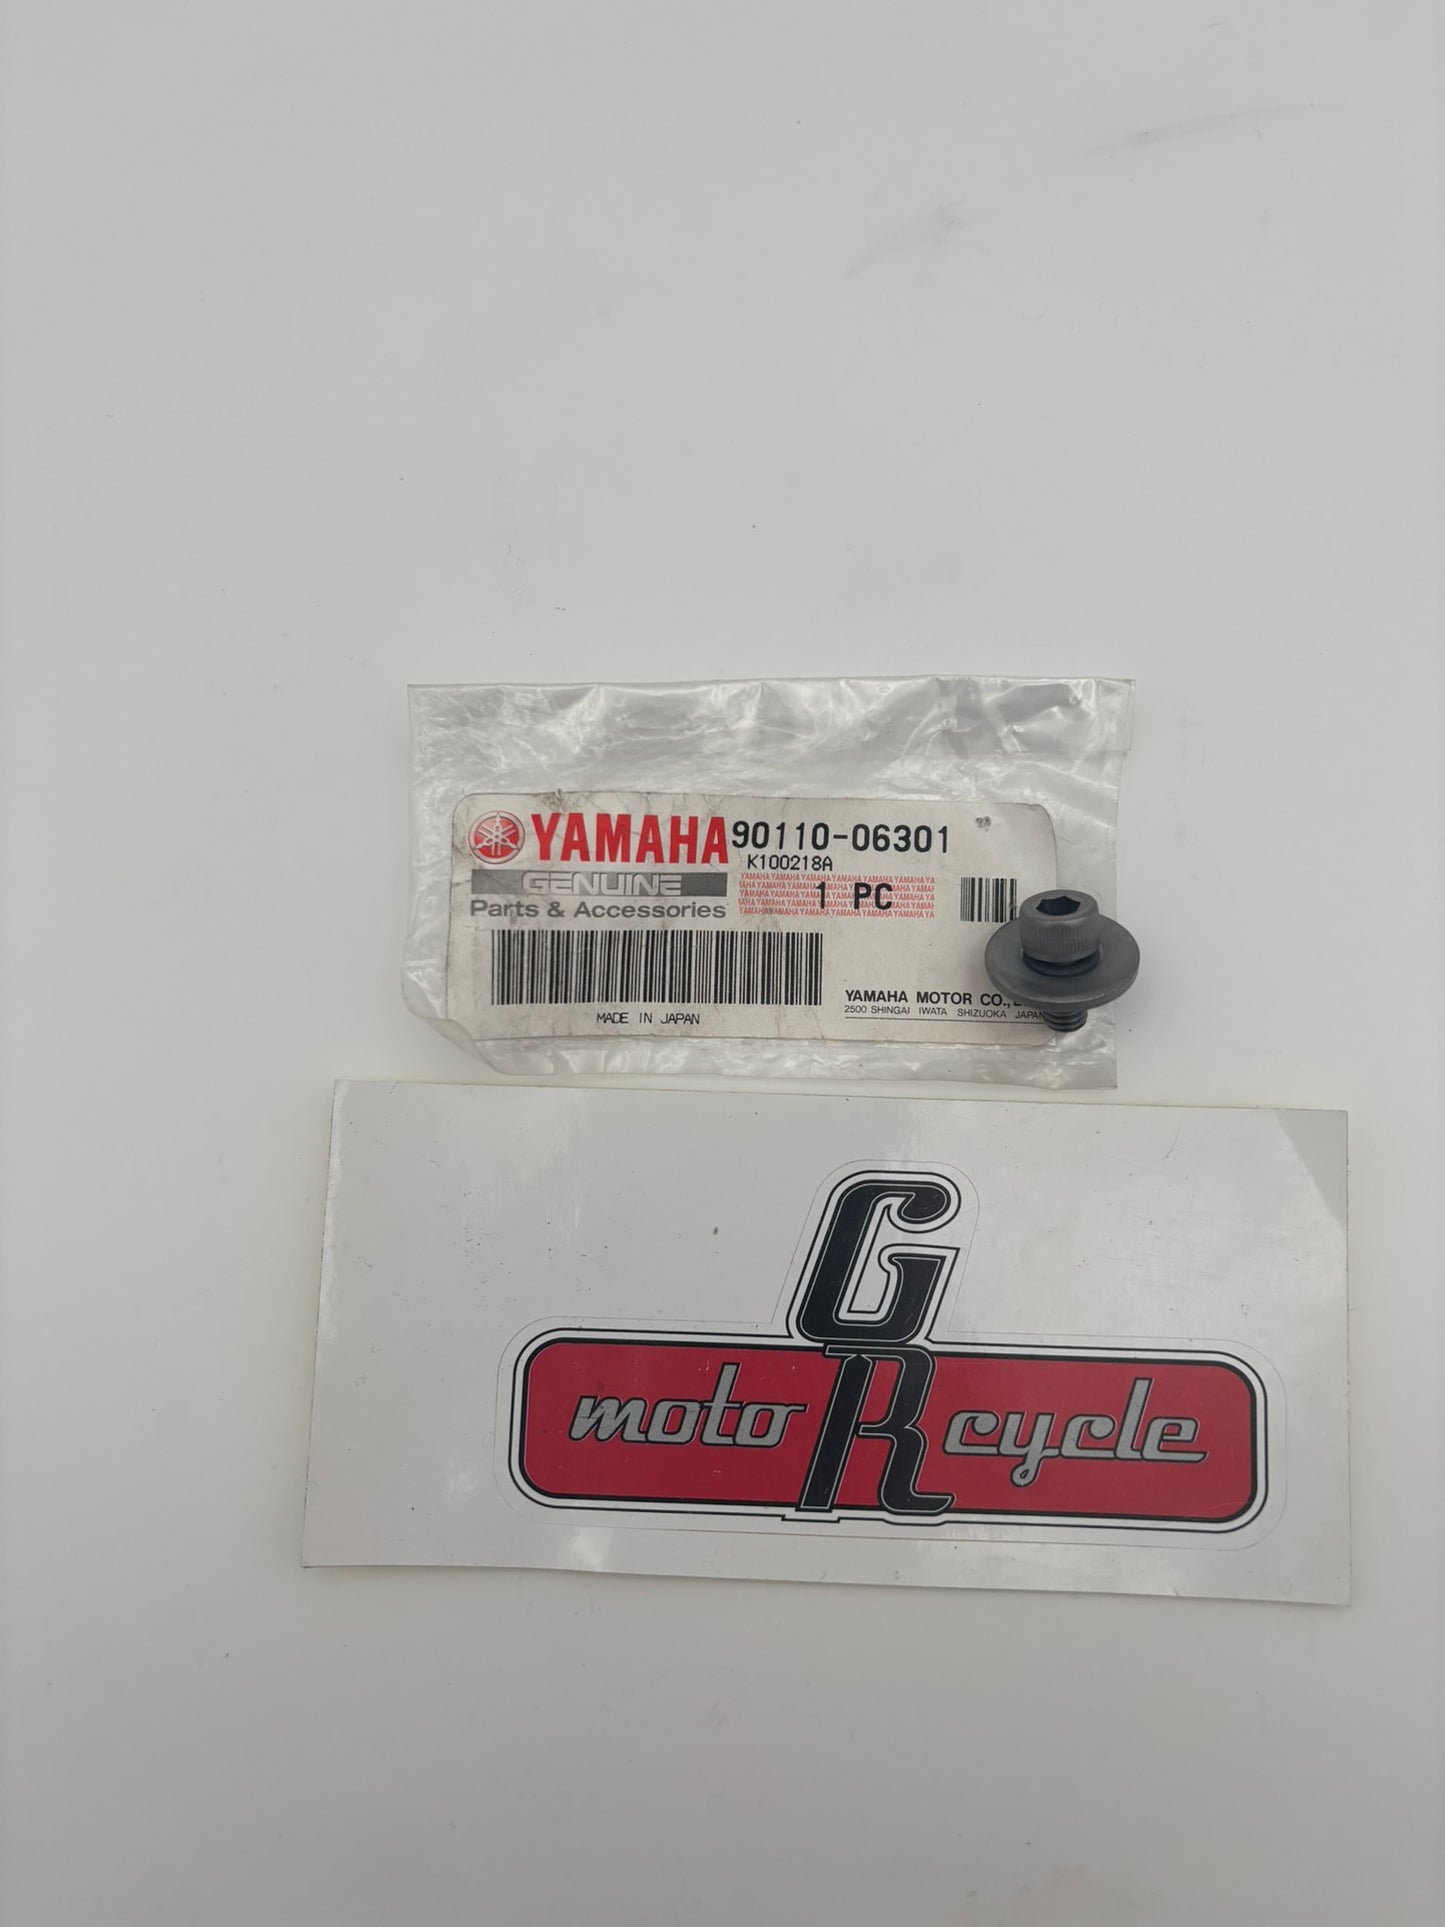 YAMAHA 90110-06301
K100218A
GENUINE
1 PC
Parts & Accessories
YAMAHA MOTOR CO.,
2500 SHINGAI IWATA SHIZUOKA JAPAN
MADE IN JAPAN
GR
moto cycle